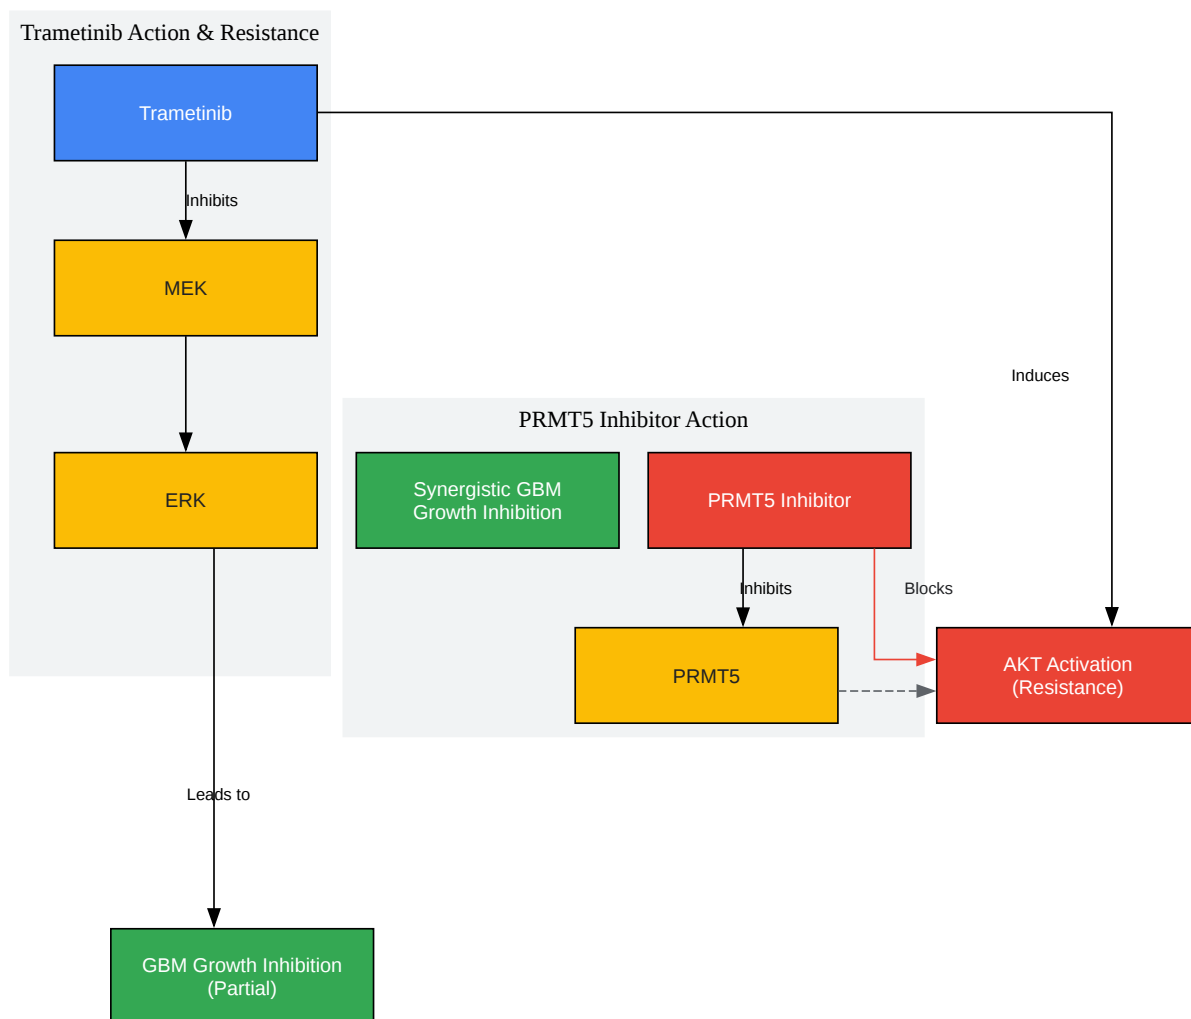 Trametinib Action & Resistance
Trametinib
Inhibits
MEK
Induces
PRMT5 Inhibitor Action
ERK
Synergistic GBM
Growth Inhibition
PRMT5 Inhibitor
Inhibits
Blocks
PRMT5
AKT Activation
(Resistance)
Leads to
GBM Growth Inhibition
(Partial)